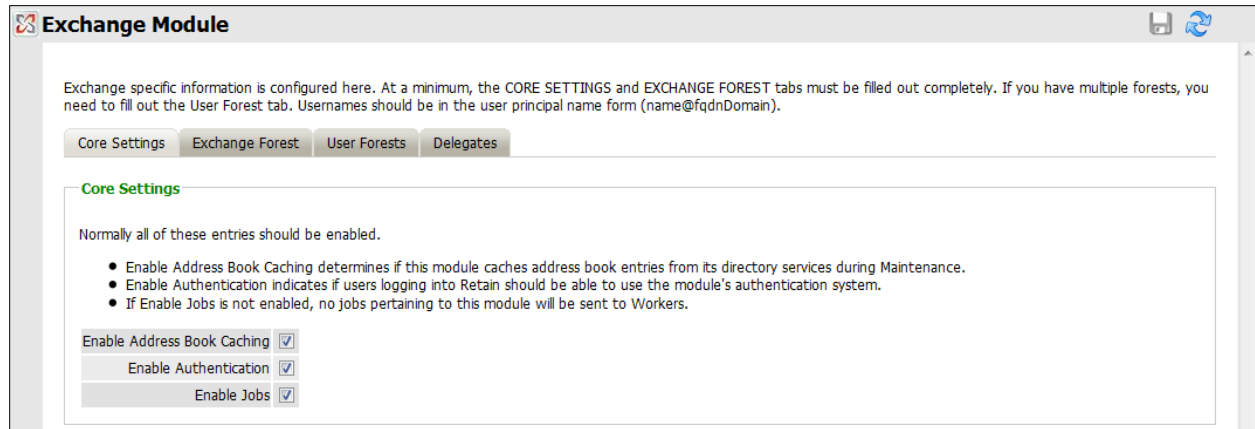 Exchange Module
Exchange specific information is configured here. At a minimum, the CORE SETTINGS and EXCHANGE FOREST tabs must be filled out completely. If you have multiple forests, you
need to fill out the User Forest tab. Usernames should be in the user principal name form (name@fqdnDomain).
Core Settings Exchange Forest User Forests Delegates
Core Settings
Normally all of these entries should be enabled.
● Enable Address Book Caching determines if this module caches address book entries from its directory services during Maintenance.
● Enable Authentication indicates if users logging into Retain should be able to use the module's authentication system.
● If Enable Jobs is not enabled, no jobs pertaining to this module will be sent to Workers.
Enable Address Book Caching
Enable Authentication
Enable Jobs